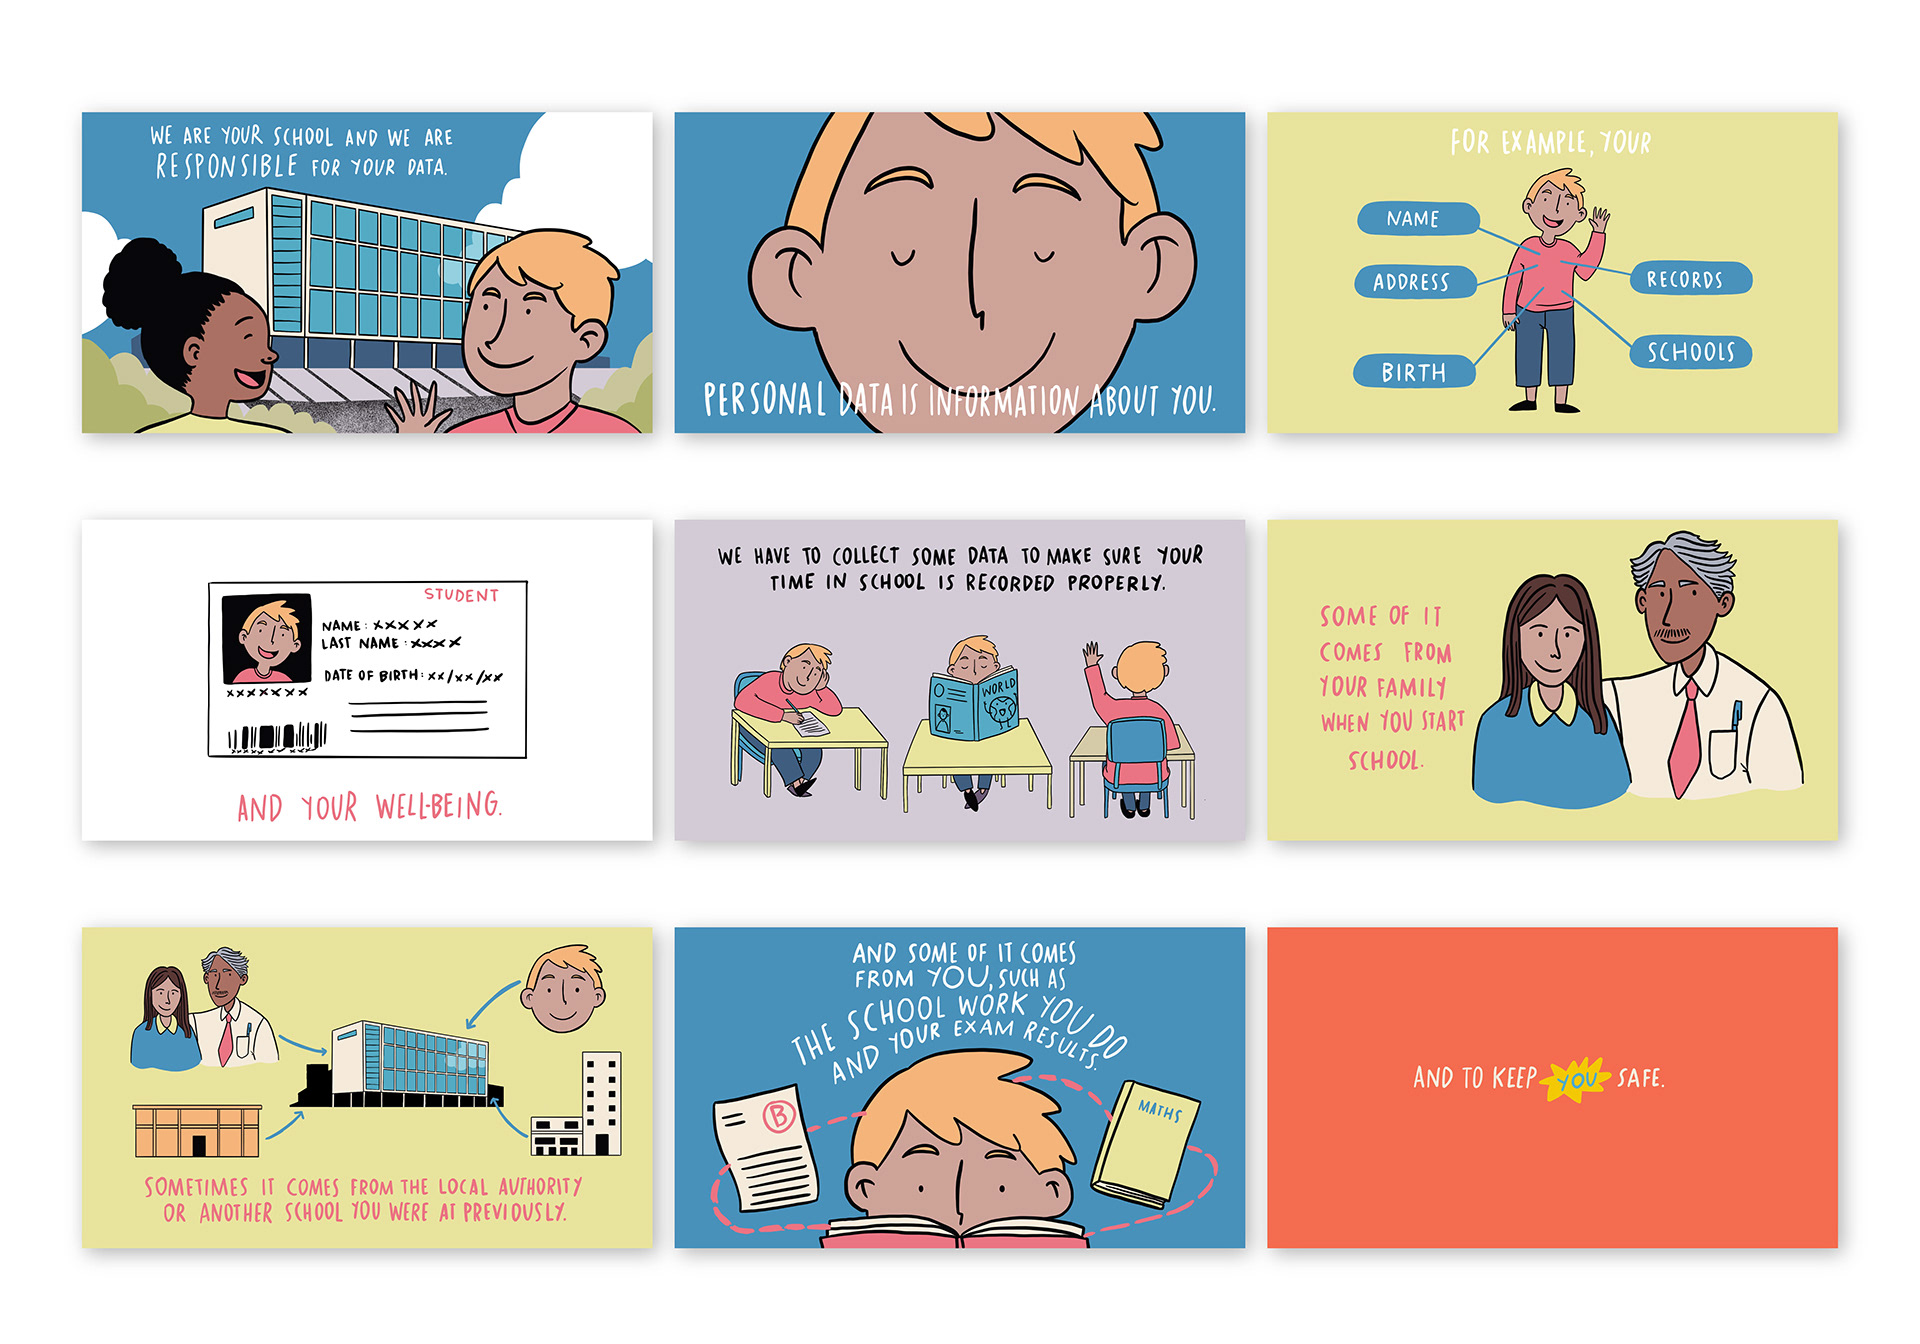 WE ARE YOUR SCHOOL AND WE ARE
RESPONSIBLE FOR YOUR DATA.
PERSONAL DATA IS INFORMATION ABOUT YOU.
FOR EXAMPLE, YOUR
NAME
ADDRESS
RECORDS
SCHOOLS
BIRTH
STUDENT
NAME: XXXXX
LAST NAME: XXXX
DATE OF BIRTH: XX/XX/XX
XXXXXXX
AND YOUR WELL-BEING.
WE HAVE TO COLLECT SOME DATA TO MAKE SURE YOUR
TIME IN SCHOOL IS RECORDED PROPERLY.
WORLD
SOME OF IT
COMES FROM
YOUR FAMILY
WHEN YOU START
SCHOOL.
SOMETIMES IT COMES FROM THE LOCAL AUTHORITY
OR ANOTHER SCHOOL YOU WERE AT PREVIOUSLY.
AND SOME OF IT COMES
FROM YOU, SUCH AS
THE SCHOOL WORK YOU DO
AND YOUR EXAM RESULTS.
B
MATHS
AND TO KEEP YOU SAFE.